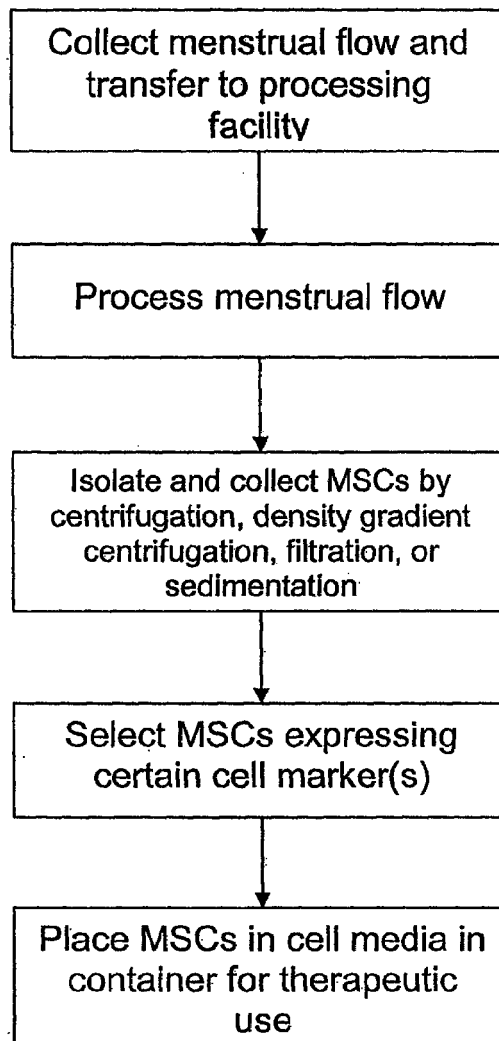 Collect menstrual flow and
transfer to processing
facility
Process menstrual flow
Isolate and collect MSCs by
centrifugation, density gradient
centrifugation, filtration, or
sedimentation
Select MSCs expressing
certain cell marker(s)
Place MSCs in cell media in
container for therapeutic
use